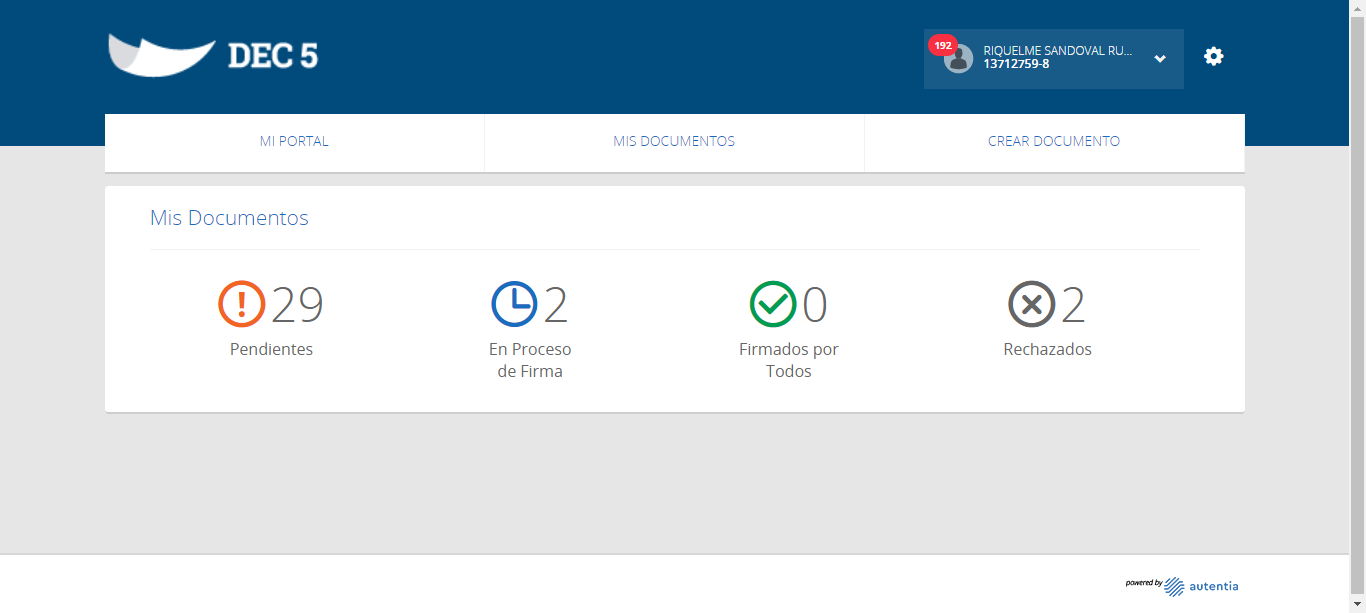 DEC 5
192
RIQUELME SANDOVAL RU...
13712759-8
MI PORTAL
MIS DOCUMENTOS
CREAR DOCUMENTO
Mis Documentos
29
Pendientes
2
En Proceso
de Firma
0
Firmados por
Todos
2
Rechazados
powered by
autentia